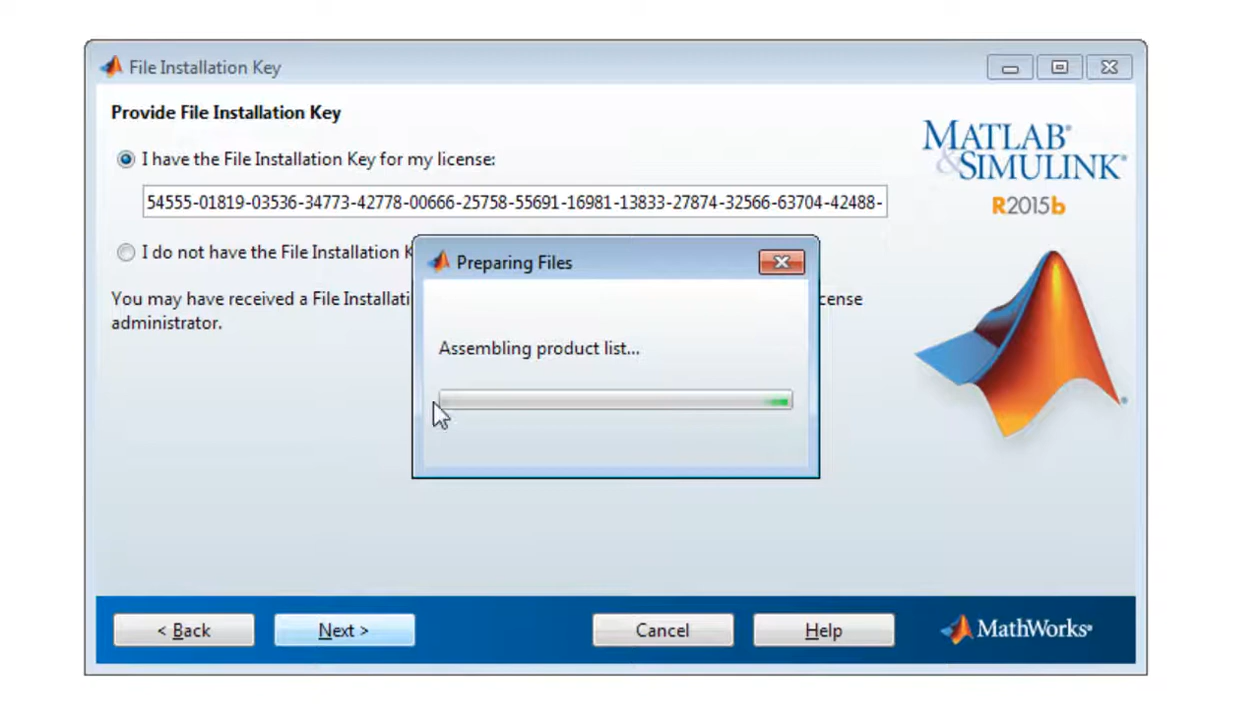 File Installation Key
Provide File Installation Key
MATLAB®
&SIMULINK®
R2015b
I have the File Installation Key for my license:
54555-01819-03536-34773-42778-00666-25758-55691-16981-13833-27874-32566-63704-42488-
I do not have the File Installation K
Preparing Files
You may have received a File Installati
cense
administrator.
Assembling product list...
< Back
Next >
Cancel
Help
MathWorks®